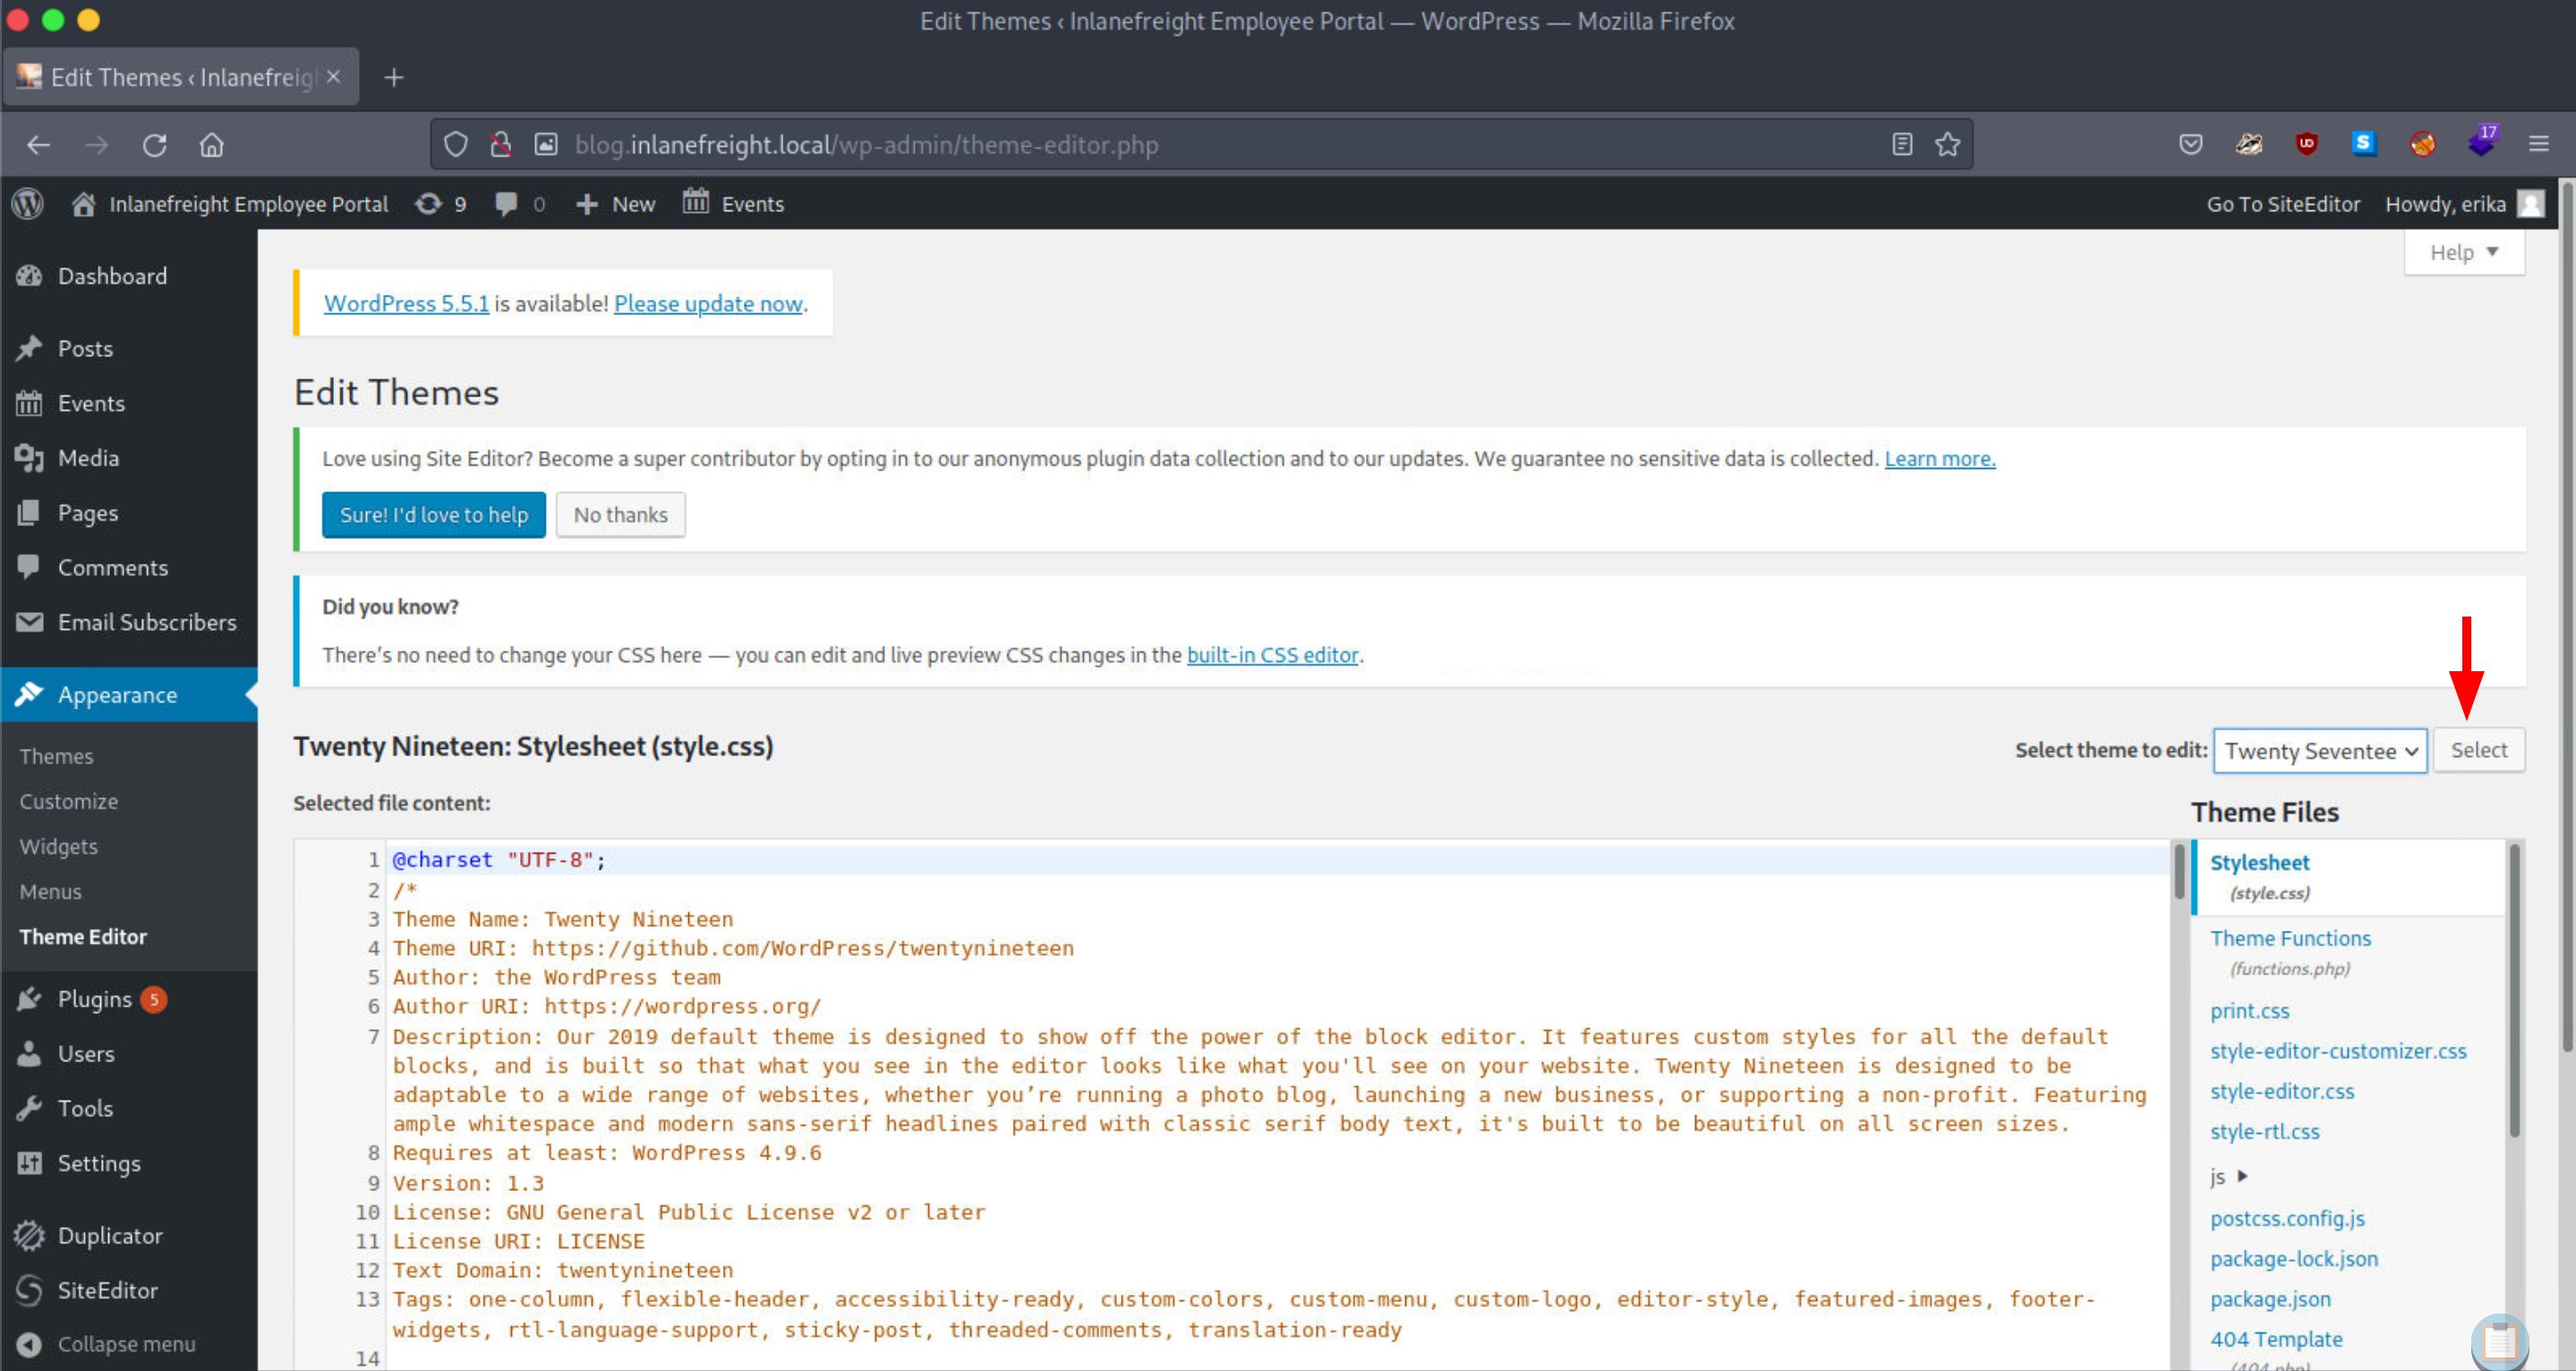 Edit Themes ‹ Inlanefreight Employee Portal — WordPress — Mozilla Firefox
Edit Themes ‹ Inlanefreig
blog.inlanefreight.local/wp-admin/theme-editor.php
17
Inlanefreight Employee Portal 9 0 New Events
Go To SiteEditor Howdy, erika
Help
Dashboard
Posts
Events
Media
Pages
Comments
Email Subscribers
Appearance
Themes
Customize
Widgets
Menus
Theme Editor
Plugins 5
Users
Tools
Settings
Duplicator
SiteEditor
Collapse menu
WordPress 5.5.1 is available! Please update now.
Edit Themes
Love using Site Editor? Become a super contributor by opting in to our anonymous plugin data collection and to our updates. We guarantee no sensitive data is collected. Learn more.
Sure! I'd love to help No thanks
Did you know?
There’s no need to change your CSS here — you can edit and live preview CSS changes in the built-in CSS editor.
Twenty Nineteen: Stylesheet (style.css)
Select theme to edit: Twenty Seventee Select
Selected file content:
1 @charset "UTF-8";
2 /*
3 Theme Name: Twenty Nineteen
4 Theme URI: https://github.com/WordPress/twentynineteen
5 Author: the WordPress team
6 Author URI: https://wordpress.org/
7 Description: Our 2019 default theme is designed to show off the power of the block editor. It features custom styles for all the default
blocks, and is built so that what you see in the editor looks like what you'll see on your website. Twenty Nineteen is designed to be
adaptable to a wide range of websites, whether you’re running a photo blog, launching a new business, or supporting a non-profit. Featuring
ample whitespace and modern sans-serif headlines paired with classic serif body text, it's built to be beautiful on all screen sizes.
8 Requires at least: WordPress 4.9.6
9 Version: 1.3
10 License: GNU General Public License v2 or later
11 License URI: LICENSE
12 Text Domain: twentynineteen
13 Tags: one-column, flexible-header, accessibility-ready, custom-colors, custom-menu, custom-logo, editor-style, featured-images, footer-
widgets, rtl-language-support, sticky-post, threaded-comments, translation-ready
14
Theme Files
Stylesheet
(style.css)
Theme Functions
(functions.php)
print.css
style-editor-customizer.css
style-editor.css
style-rtl.css
js
postcss.config.js
package-lock.json
package.json
404 Template
(404.php)